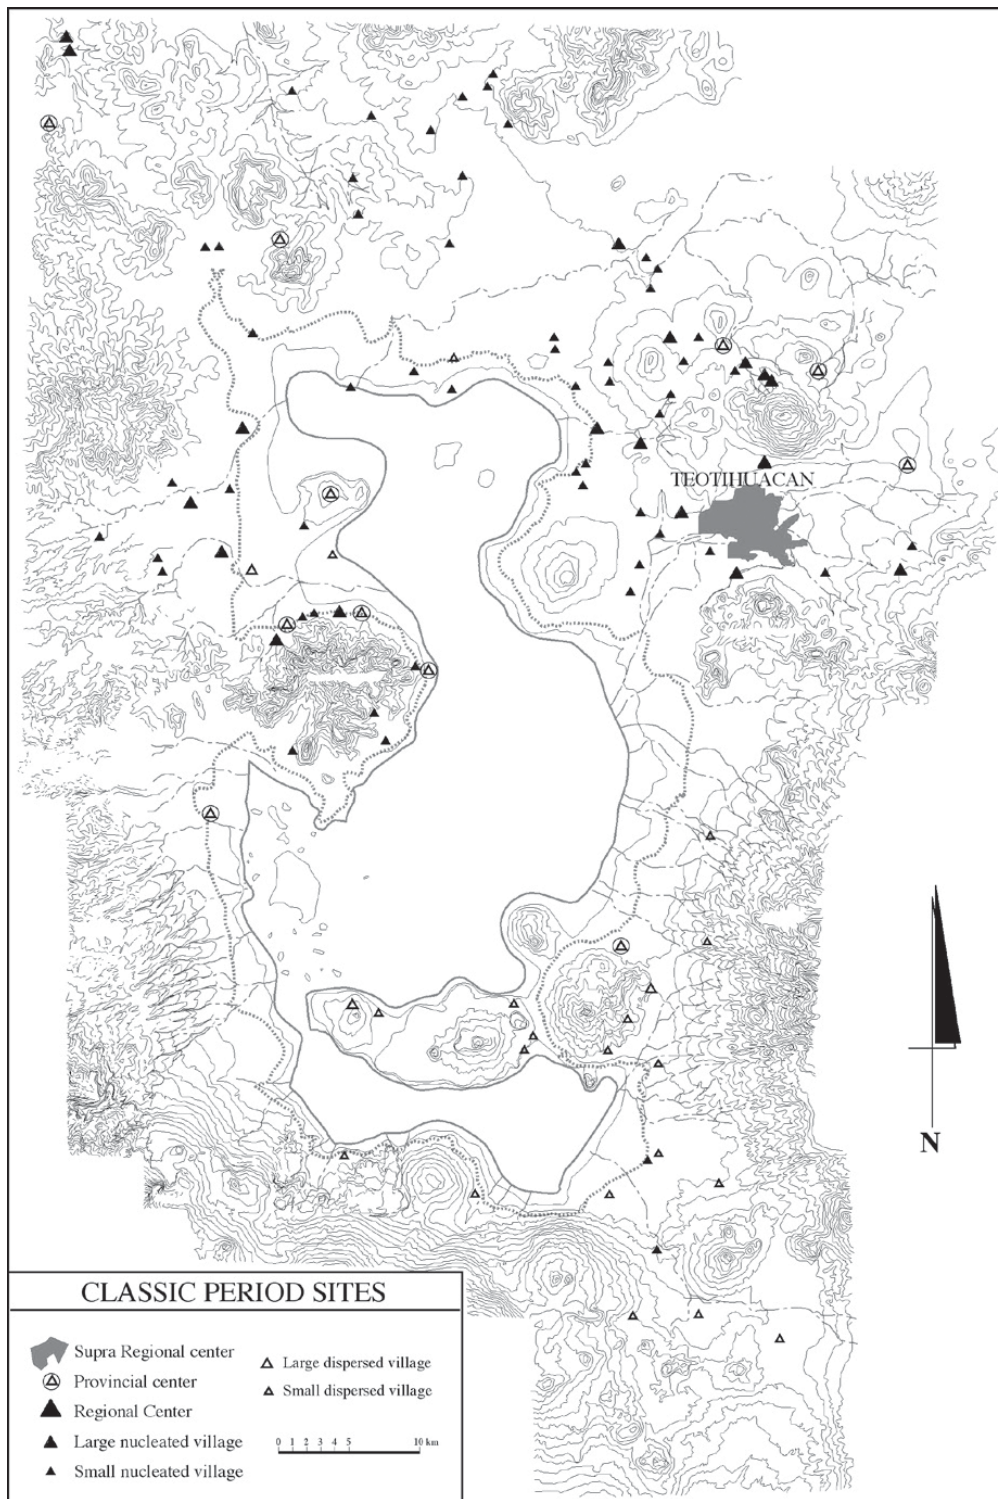 TEOTIHUACAN
N
CLASSIC PERIOD SITES
Supra Regional center
Provincial center
Regional Center
Large nucleated village
Small nucleated village
Large dispersed village
Small dispersed village
0 1 2 3 4 5 10 km